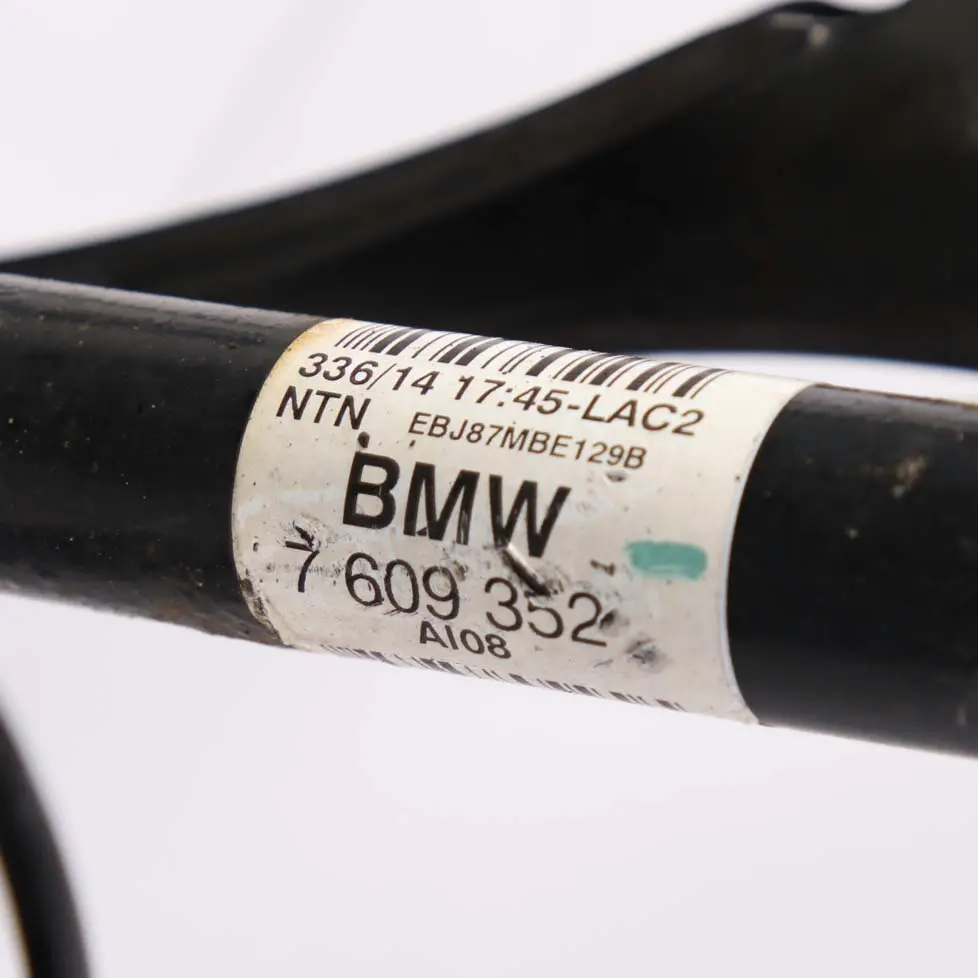 336/14 17:45-LAC2
NTN EBJ87MBE129B
BMW
7 609 352
AI08